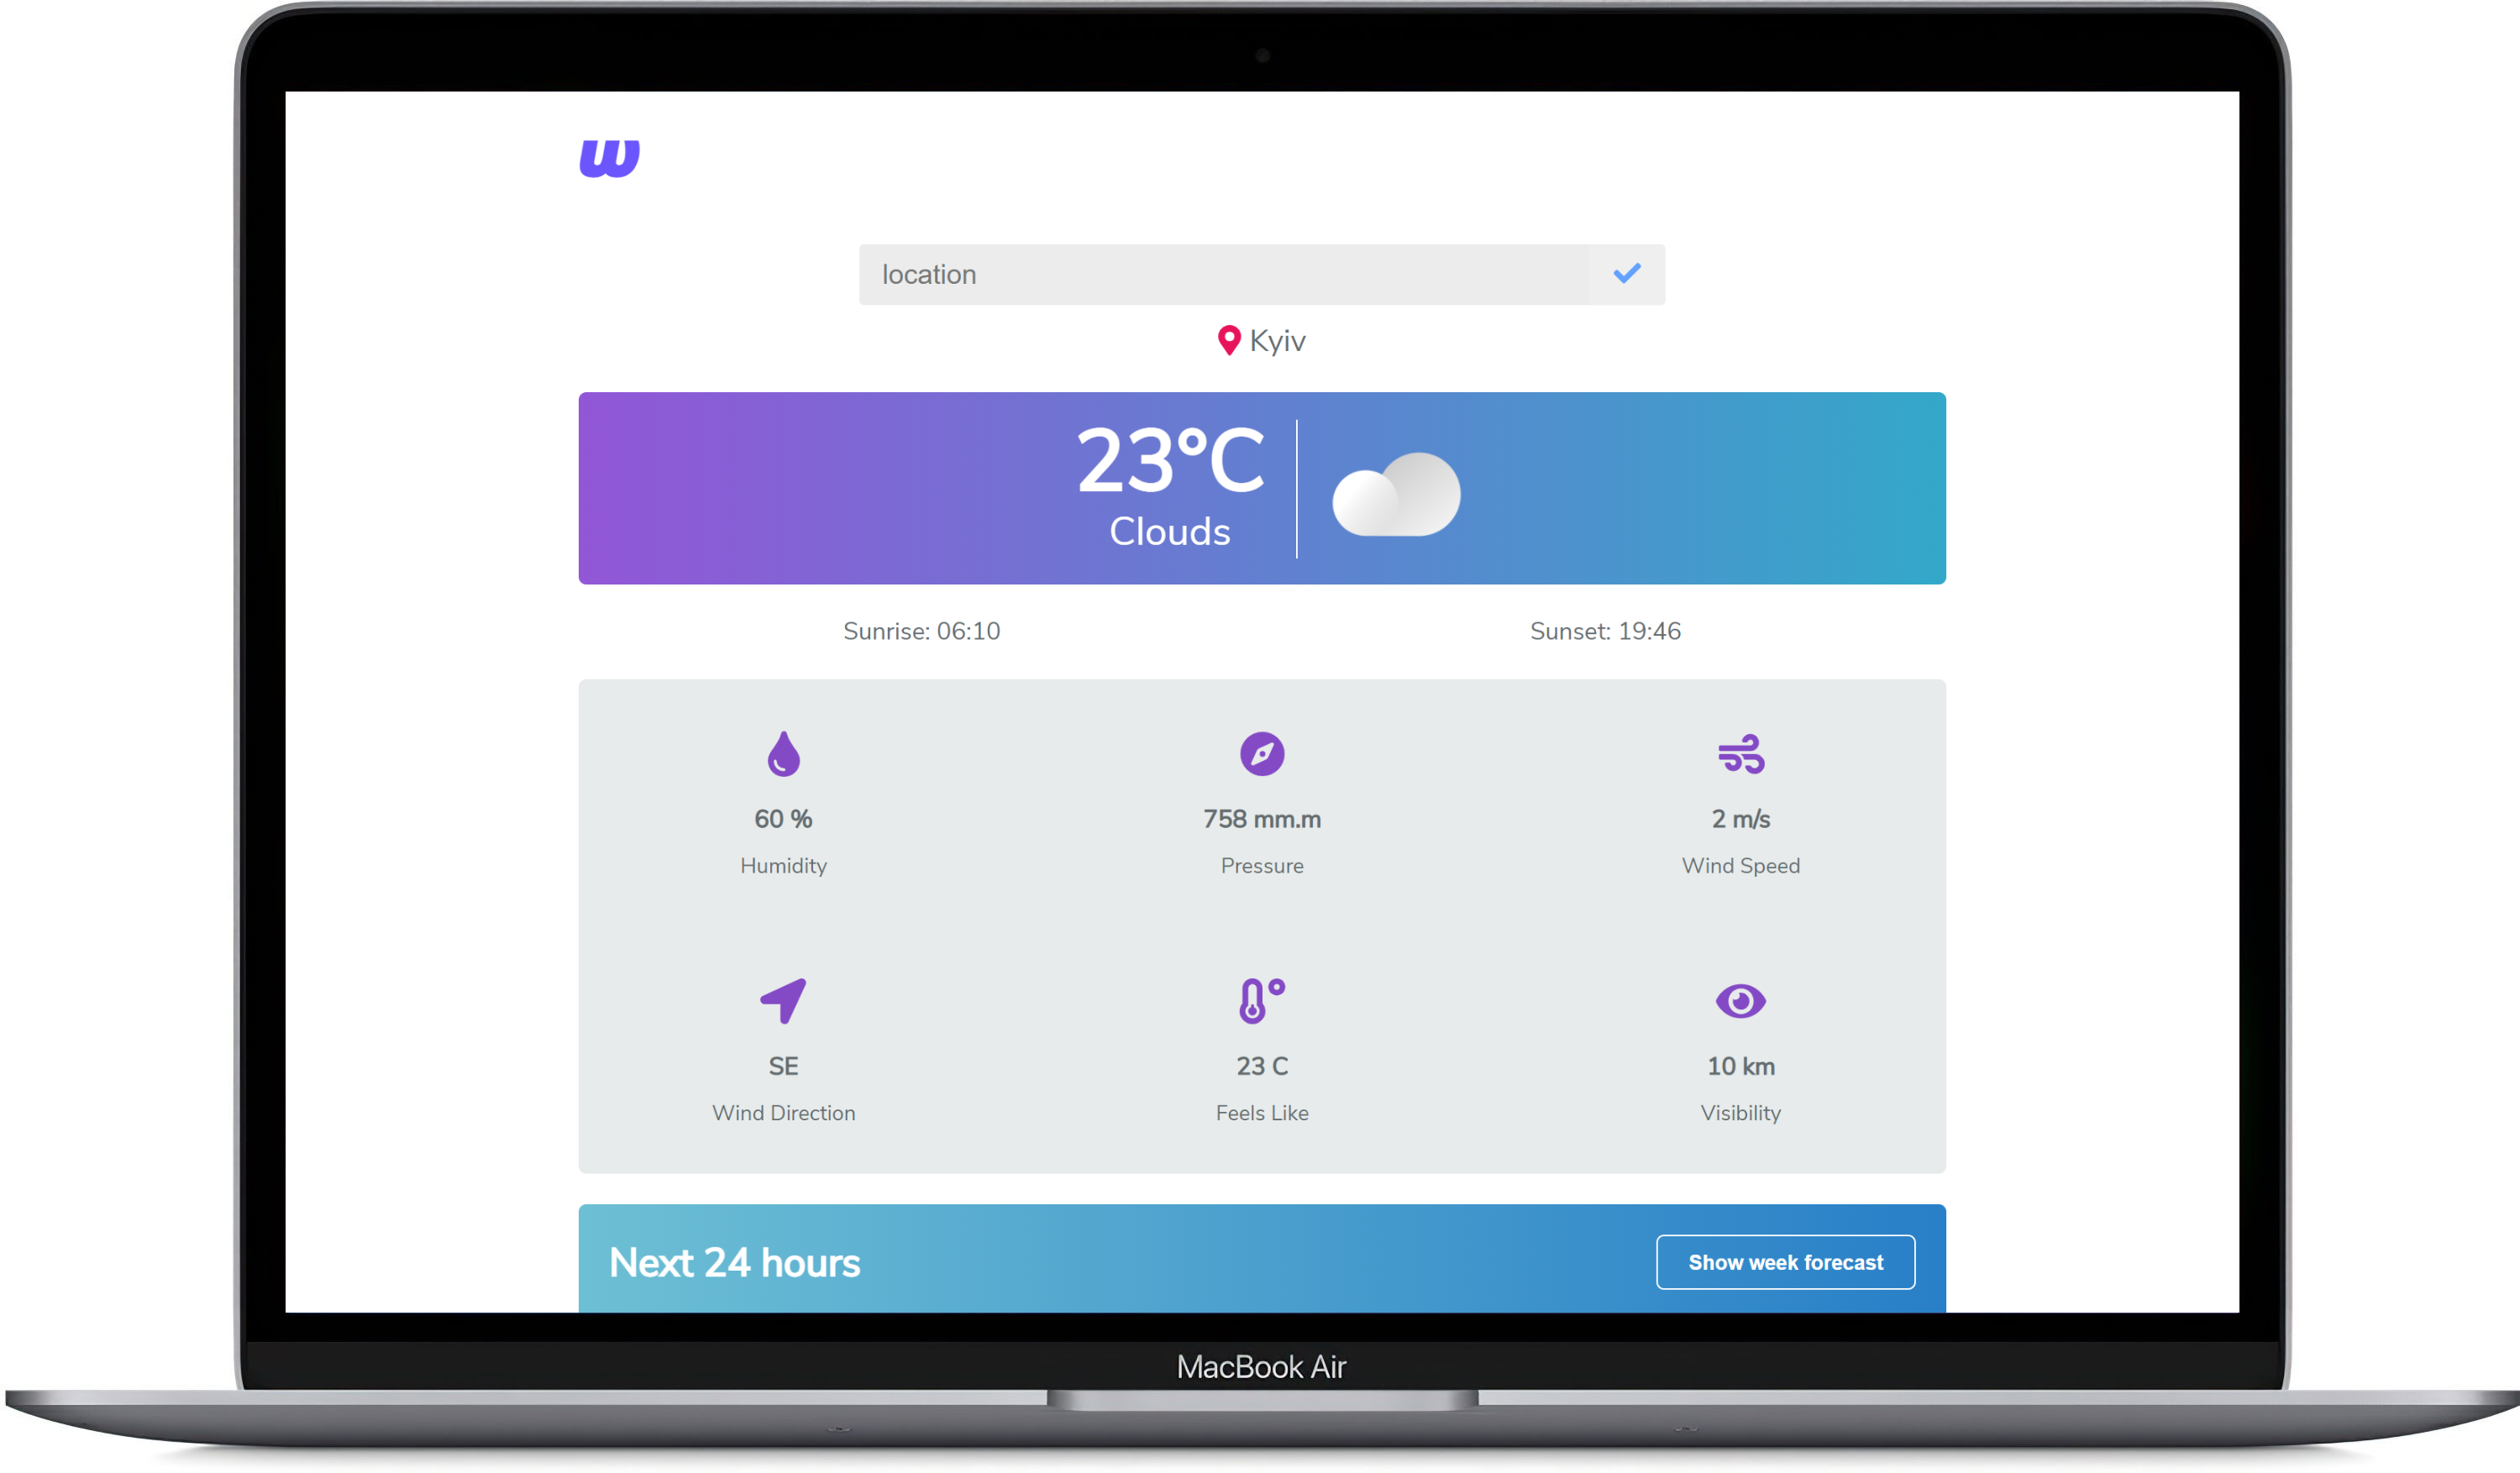 w
location
Kyiv
23°C
Clouds
Sunrise: 06:10
Sunset: 19:46
60 %
758 mm.m
2 m/s
Humidity
Pressure
Wind Speed
SE
23 C
10 km
Wind Direction
Feels Like
Visibility
Next 24 hours
Show week forecast
MacBook Air